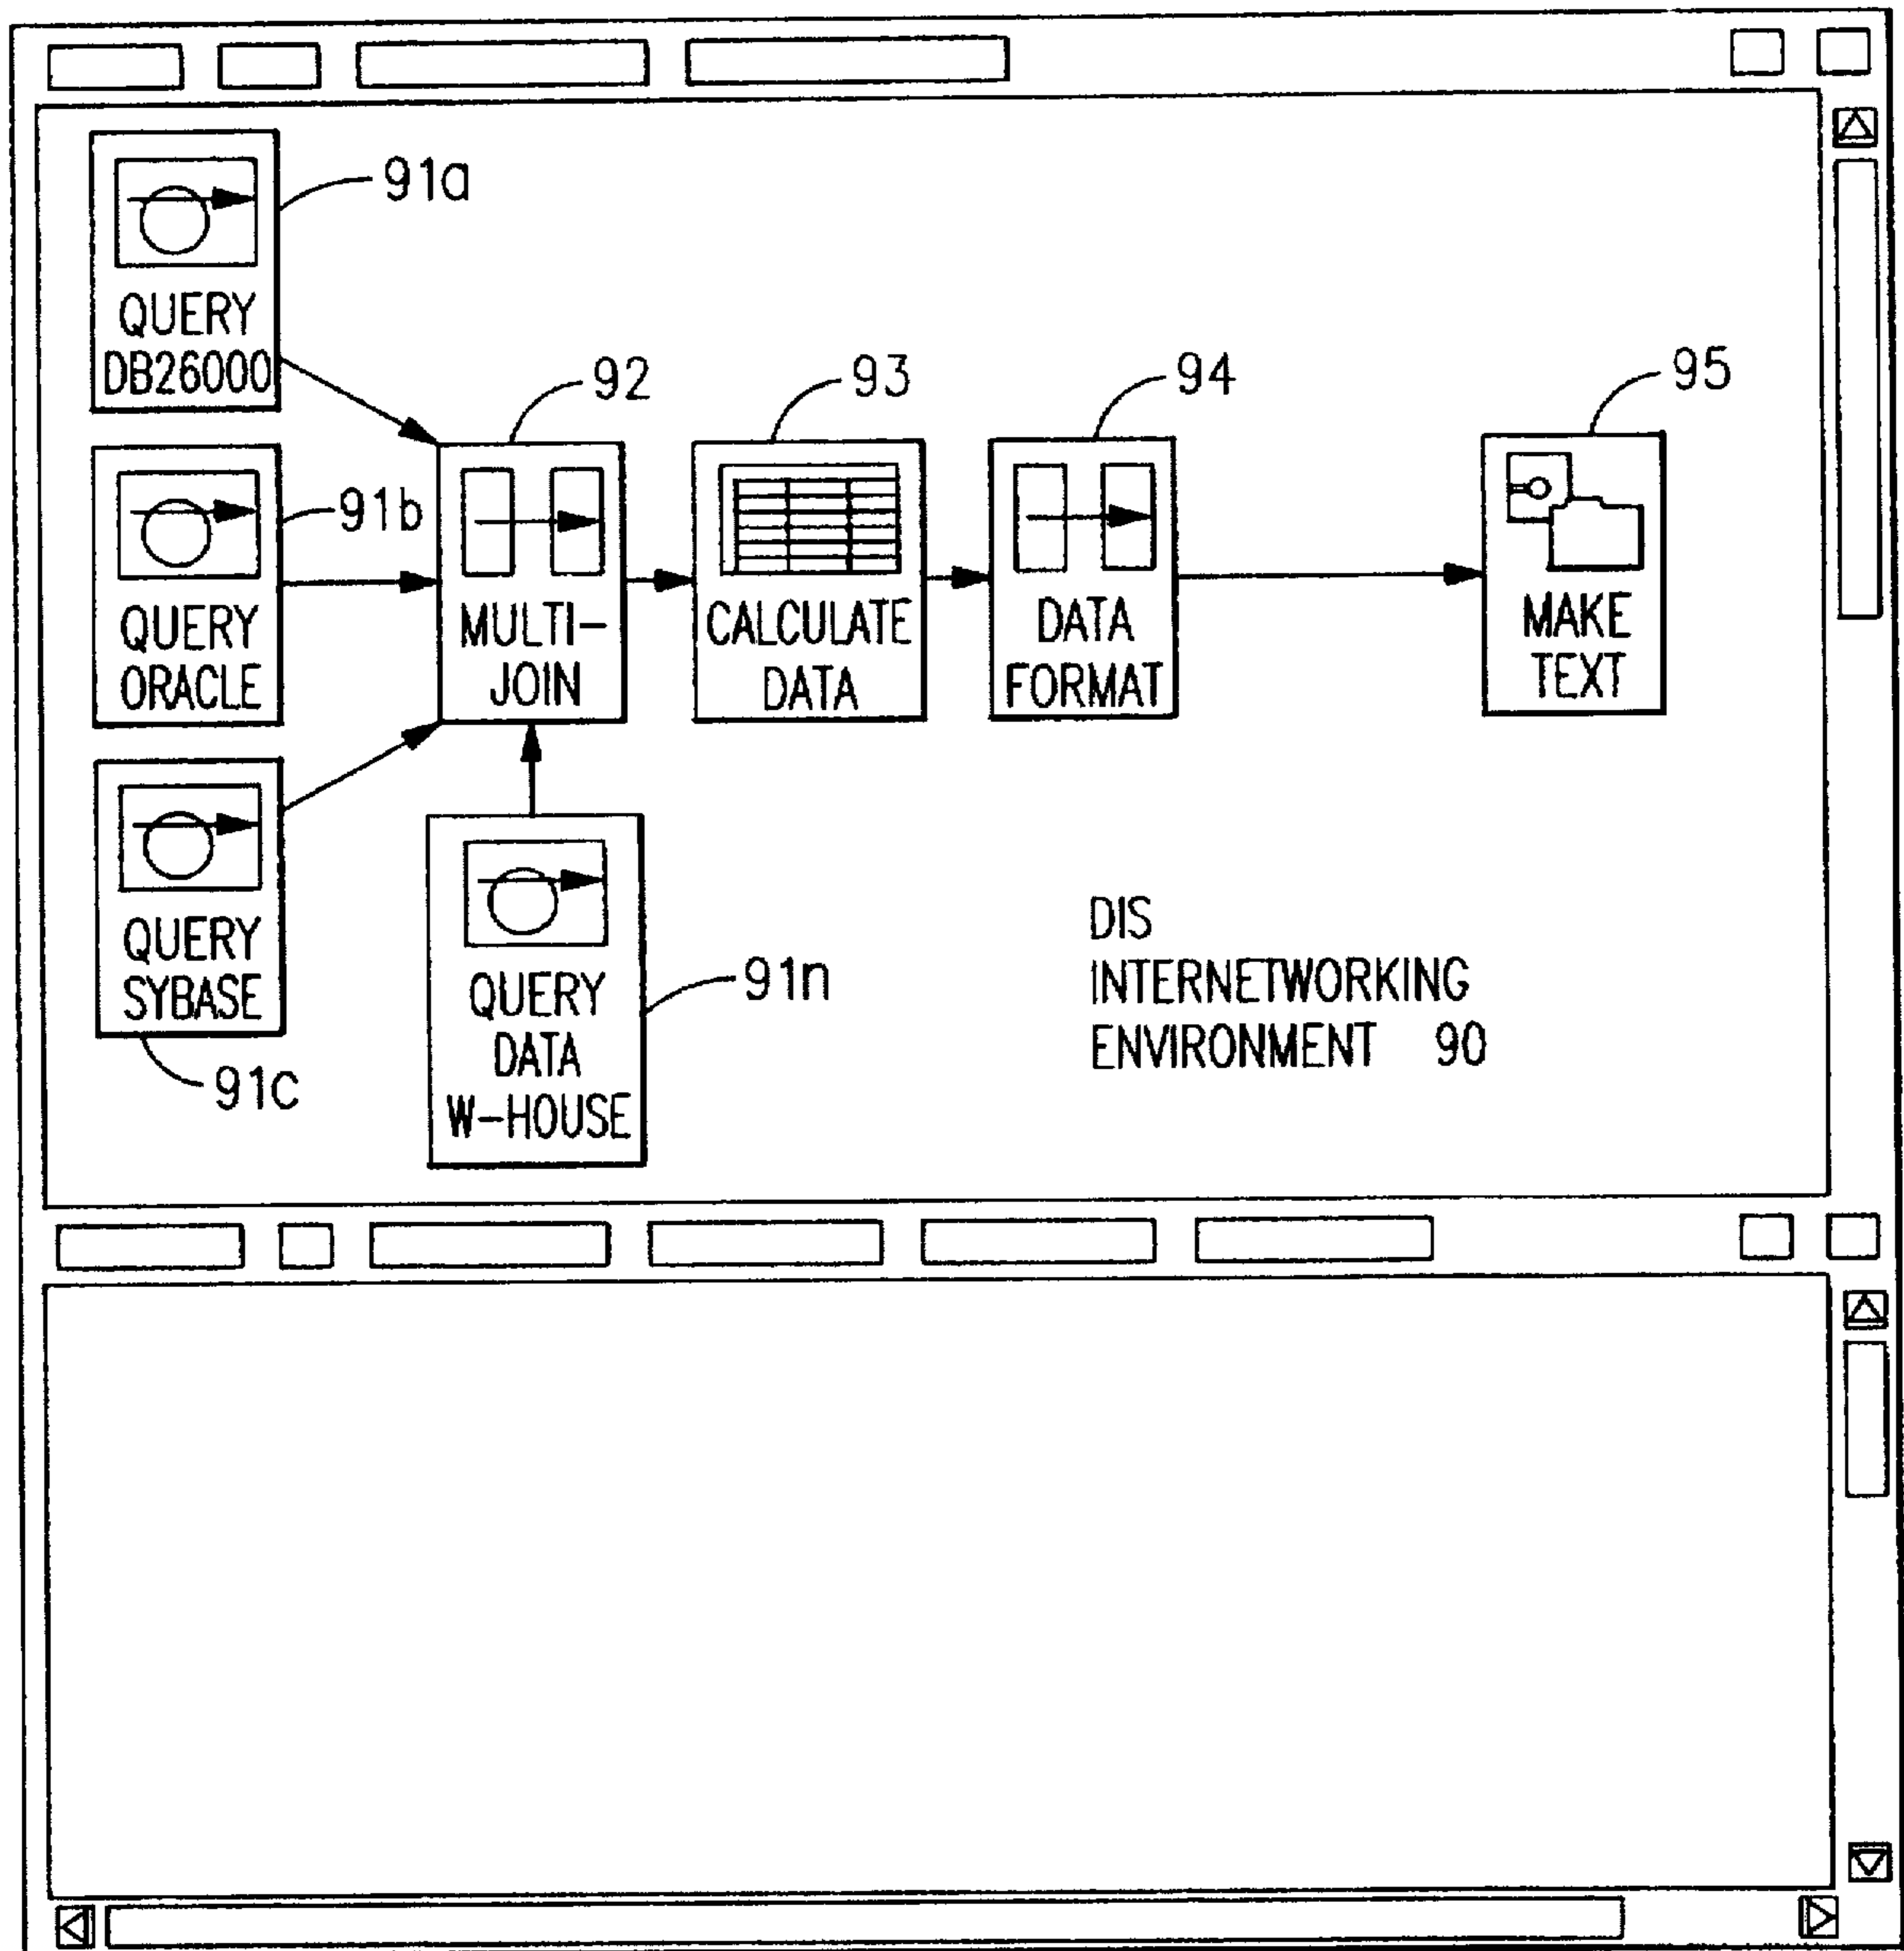 91a
QUERY
DB26000
92
93
94
95
91b
QUERY
ORACLE
MULTI-
JOIN
CALCULATE
DATA
DATA
FORMAT
MAKE
TEXT
QUERY
SYBASE
91c
QUERY
DATA
W-HOUSE
91n
DIS
INTERNETWORKING
ENVIRONMENT 90